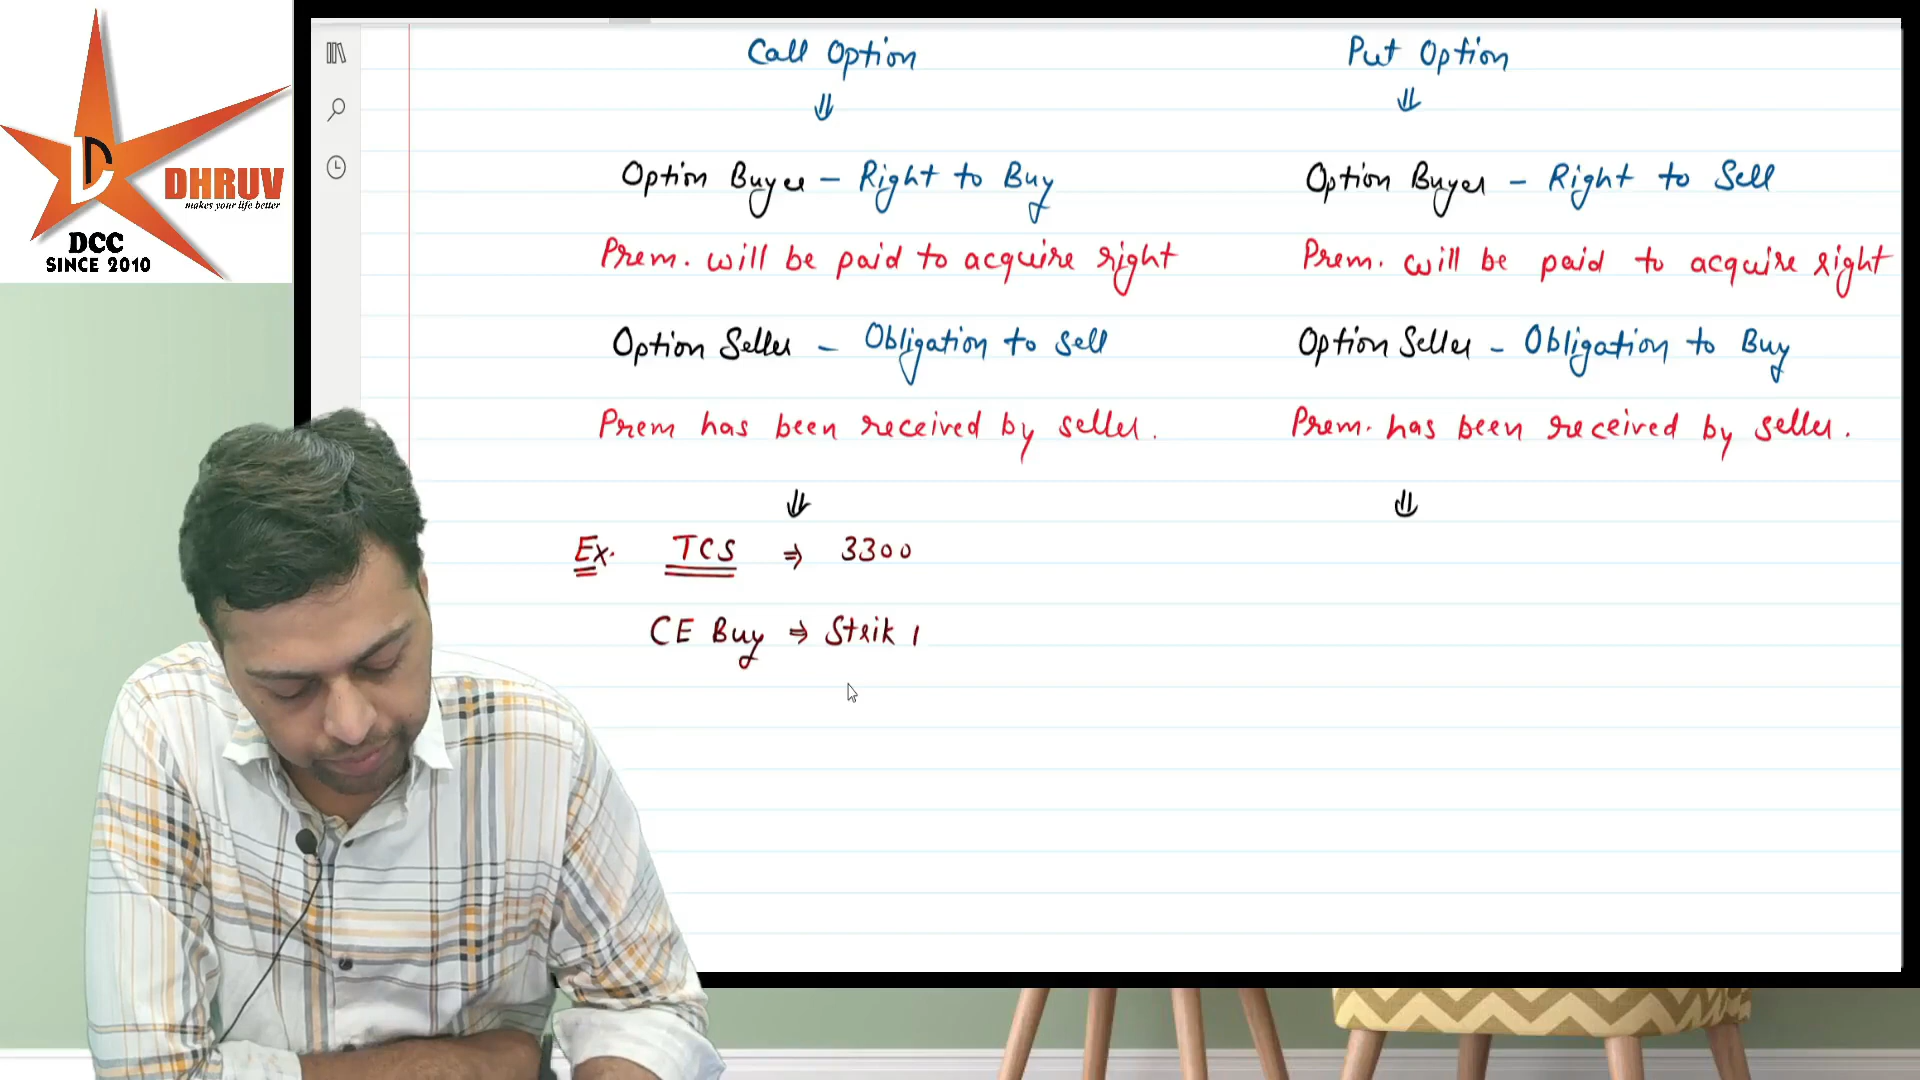 DHRUV
makes your life better
DCC
SINCE 2010
Call Option
Option Buyer - Right to Buy
Prem. will be paid to acquire right
Option Seller - Obligation to Sell
Prem has been received by seller.
Ex. TCS ⇒ 3300
CE Buy ⇒ Strik 1
Put Option
Option Buyer - Right to Sell
Prem. will be paid to acquire right
Option Seller - Obligation to Buy
Prem. has been received by seller.